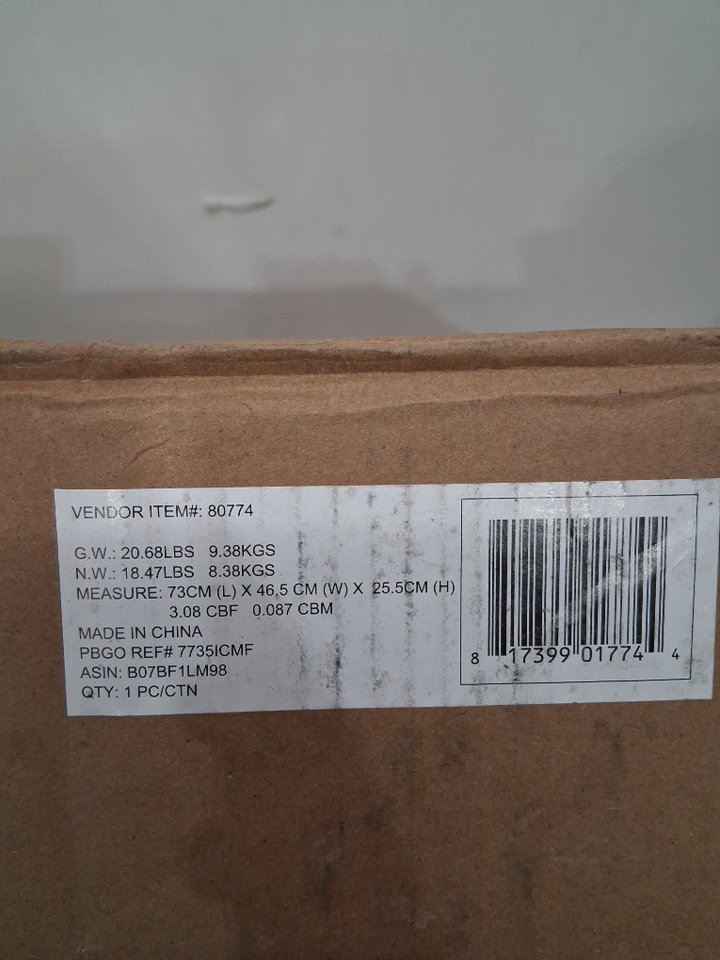 VENDOR ITEM#: 80774
G.W.: 20.68LBS 9.38KGS
N.W.: 18.47LBS 8.38KGS
MEASURE: 73CM (L) X 46.5 CM (W) X 25.5CM (H)
3.08 CBF 0.087 CBM
MADE IN CHINA
PBGO REF# 7735ICMF
ASIN: B07BF1LM98
QTY: 1 PC/CTN
8 17399 01774 4